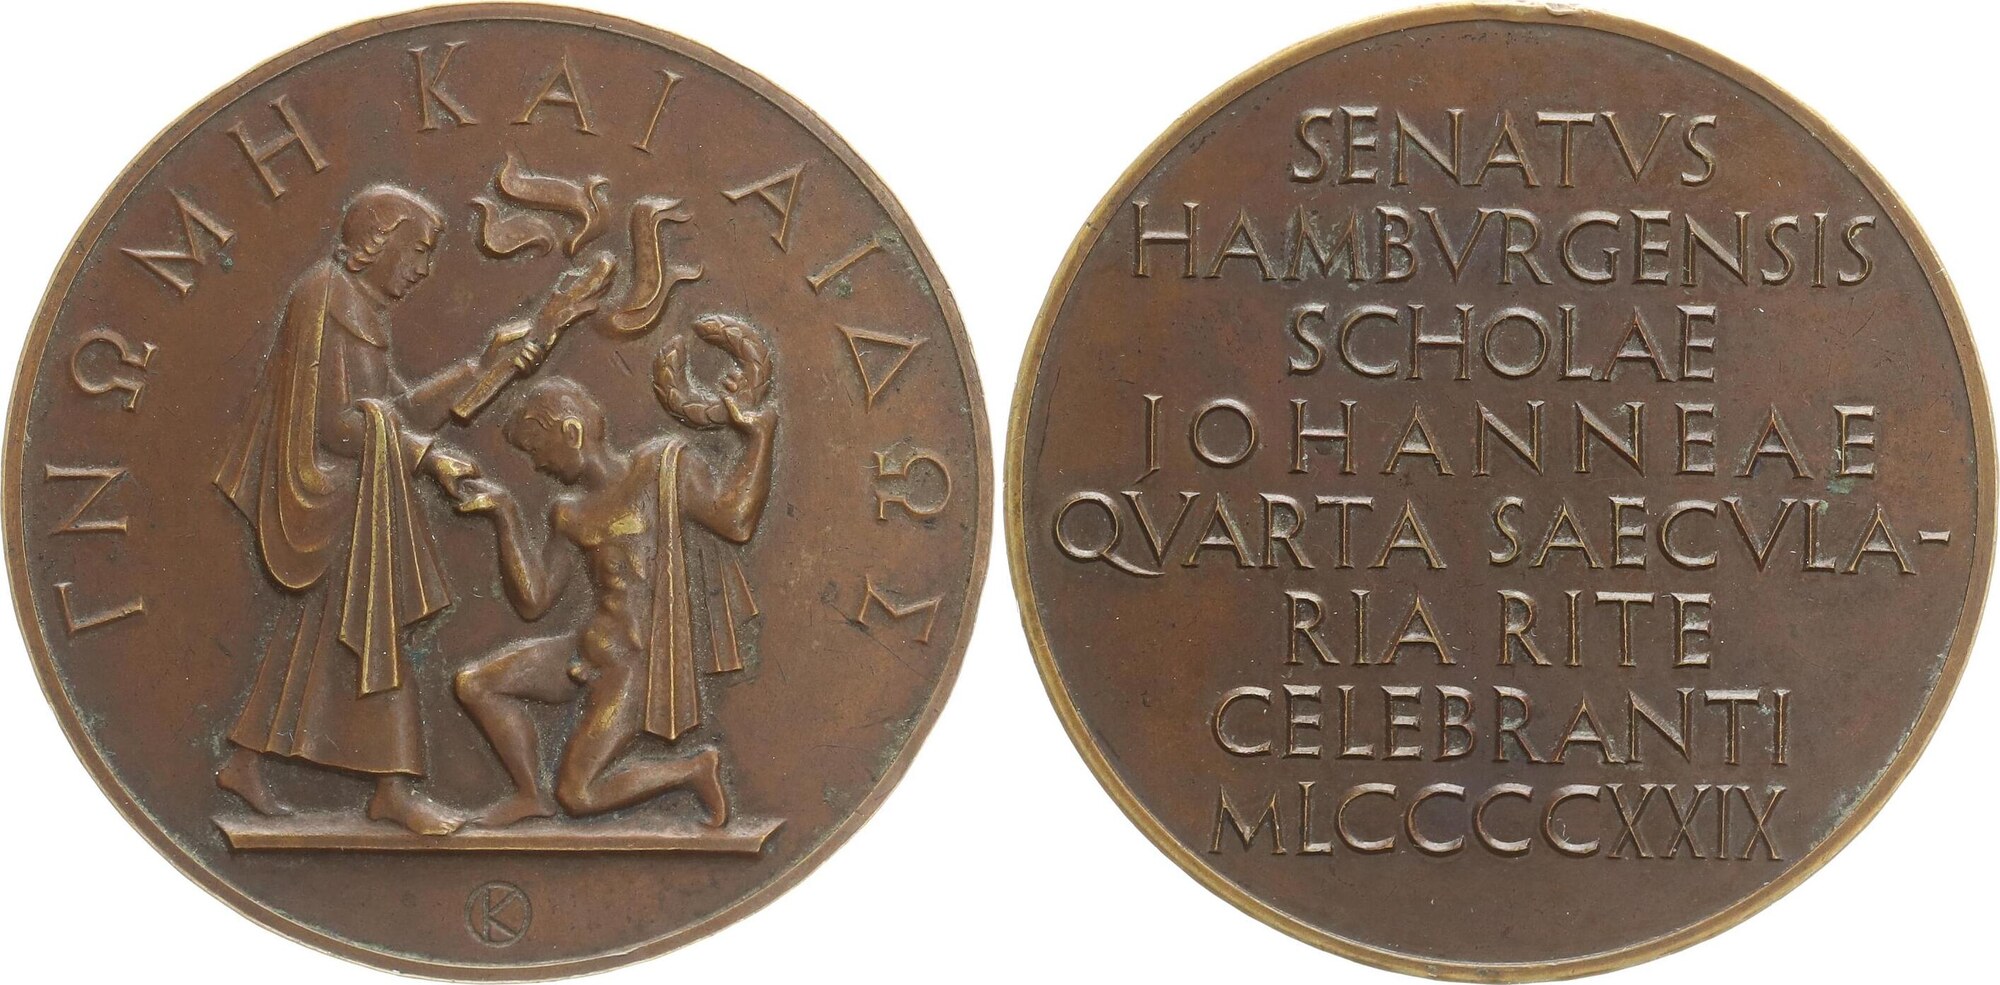 ΓΝΩΜΗ ΚΑΙ ΑΙΔΩΣ
K
SENATVS
HAMBVRGENSIS
SCHOLAE
JOHANNEAE
QVARTA SAECVLA-
RIA RITE
CELEBRANTI
MLCCCCXXIX